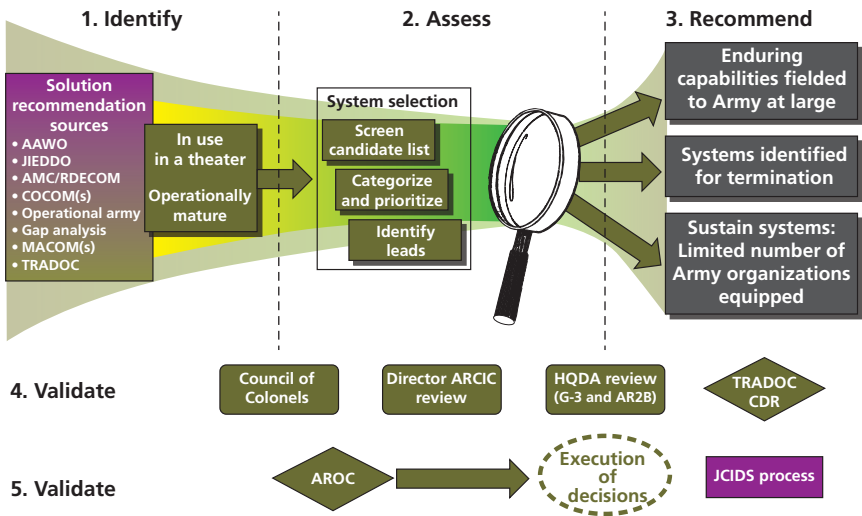 1. Identify
2. Assess
3. Recommend
Solution
recommendation
sources
• AAWO
• JIEDDO
• AMC/RDECOM
• COCOM(s)
• Operational army
• Gap analysis
• MACOM(s)
• TRADOC
In use
in a theater
Operationally
mature
System selection
Screen
candidate list
Categorize
and prioritize
Identify
leads
Enduring
capabilities fielded
to Army at large
Systems identified
for termination
Sustain systems:
Limited number of
Army organizations
equipped
4. Validate
Council of
Colonels
Director ARCIC
review
HQDA review
(G-3 and AR2B)
TRADOC
CDR
5. Validate
AROC
Execution
of
decisions
JCIDS process